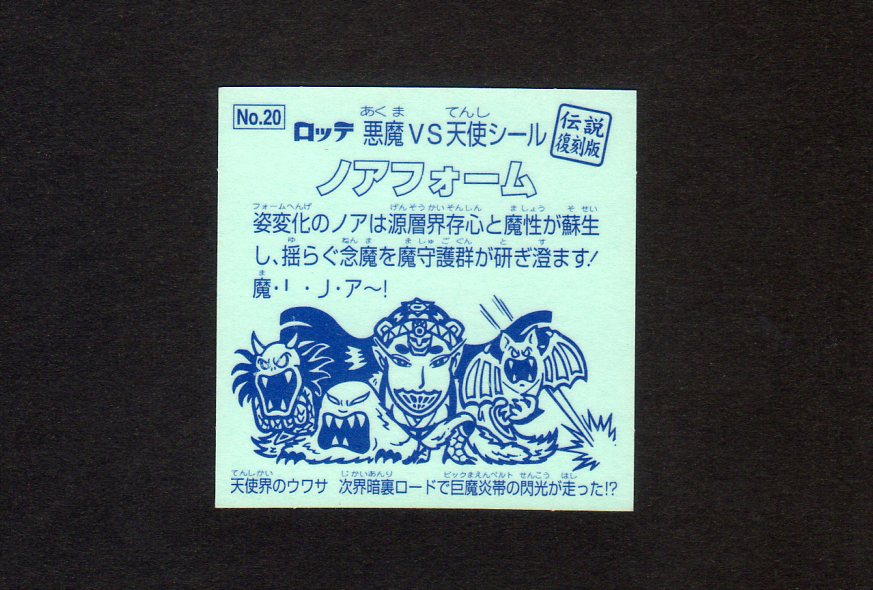 No.20
あくま てんし
ロッテ 悪魔VS天使シール
伝説
復刻版
ノアフォーム
フォームへんげ げんそうかいそんしん ましょう そせい
姿変化のノアは源層界存心と魔性が蘇生
ゆ ねんま ましゅごぐん と す
し、揺らぐ念魔を魔守護群が研ぎ澄ます!
ま
魔・・ノ・ア〜!
てんしかい じかいあんり ビックまえんベルト せんこう はし
天使界のウワサ 次界暗裏ロードで巨魔炎帯の閃光が走った!?